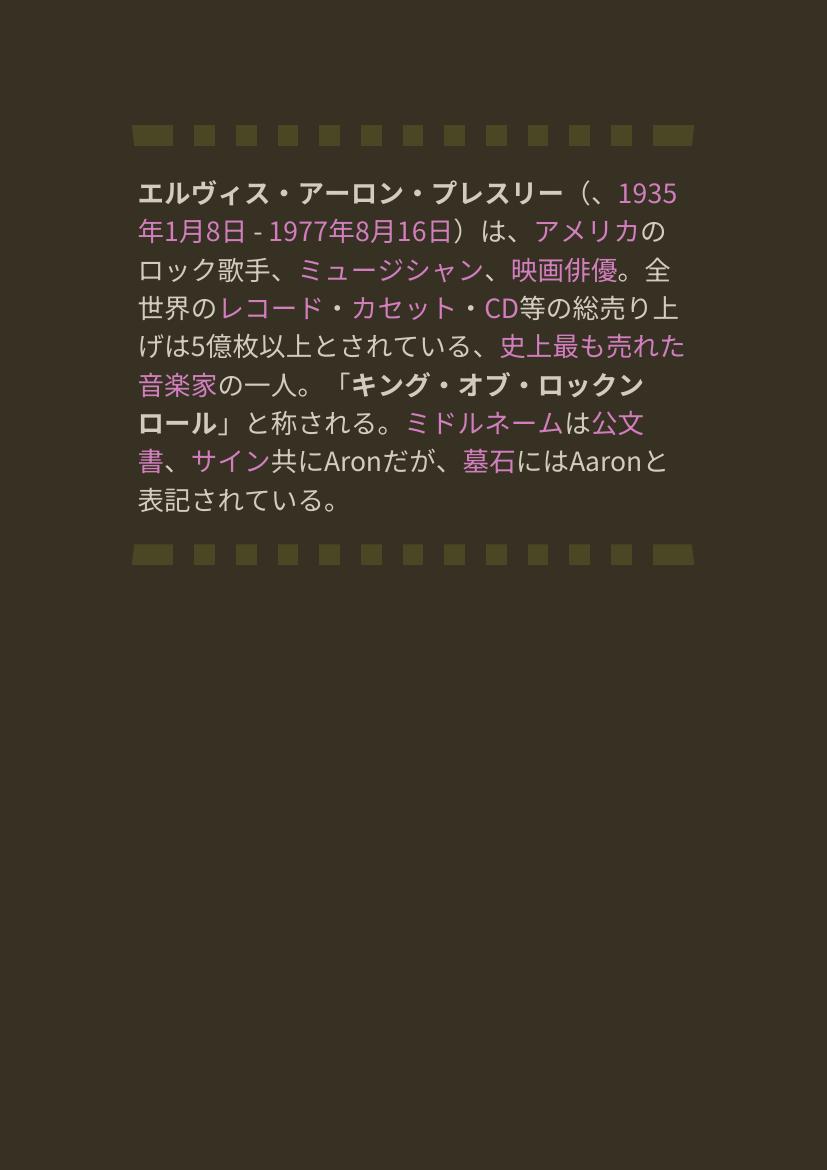 エルヴィス・アーロン・プレスリー（、1935
年1月8日 - 1977年8月16日）は、アメリカの
ロック歌手、ミュージシャン、映画俳優。全
世界のレコード・カセット・CD等の総売り上
げは5億枚以上とされている、史上最も売れた
音楽家の一人。「キング・オブ・ロックン
ロール」と称される。ミドルネームは公文
書、サイン共にAronだが、墓石にはAaronと
表記されている。